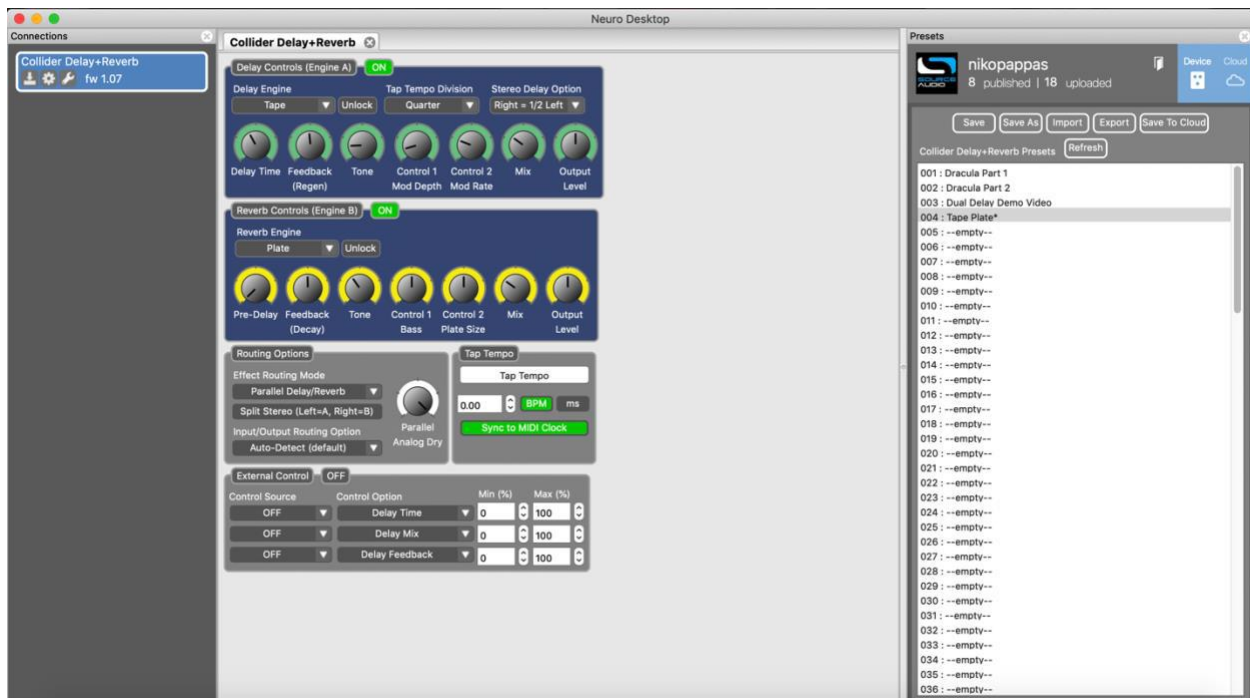 Neuro Desktop
Connections
Collider Delay+Reverb
fw 1.07
Collider Delay+Reverb
Delay Controls (Engine A) ON
Delay Engine Tap Tempo Division Stereo Delay Option
Tape Unlock Quarter Right = 1/2 Left
Delay Time Feedback Tone Control 1 Control 2 Mix Output
(Regen) Mod Depth Mod Rate Level
Reverb Controls (Engine B) ON
Reverb Engine
Plate Unlock
Pre-Delay Feedback Tone Control 1 Control 2 Mix Output
(Decay) Bass Plate Size Level
Routing Options
Effect Routing Mode
Parallel Delay/Reverb
Split Stereo (Left=A, Right=B)
Input/Output Routing Option
Auto-Detect (default)
Parallel
Analog Dry
Tap Tempo
Tap Tempo
0.00 BPM ms
Sync to MIDI Clock
External Control OFF
Control Source Control Option Min (%) Max (%)
OFF Delay Time 0 100
OFF Delay Mix 0 100
OFF Delay Feedback 0 100
Presets
SOURCE
AUDIO
nikopappas
8 published | 18 uploaded
Device Cloud
Save Save As Import Export Save To Cloud
Collider Delay+Reverb Presets Refresh
001 : Dracula Part 1
002 : Dracula Part 2
003 : Dual Delay Demo Video
004 : Tape Plate*
005 : --empty--
006 : --empty--
007 : --empty--
008 : --empty--
009 : --empty--
010 : --empty--
011 : --empty--
012 : --empty--
013 : --empty--
014 : --empty--
015 : --empty--
016 : --empty--
017 : --empty--
018 : --empty--
019 : --empty--
020 : --empty--
021 : --empty--
022 : --empty--
023 : --empty--
024 : --empty--
025 : --empty--
026 : --empty--
027 : --empty--
028 : --empty--
029 : --empty--
030 : --empty--
031 : --empty--
032 : --empty--
033 : --empty--
034 : --empty--
035 : --empty--
036 : --empty--